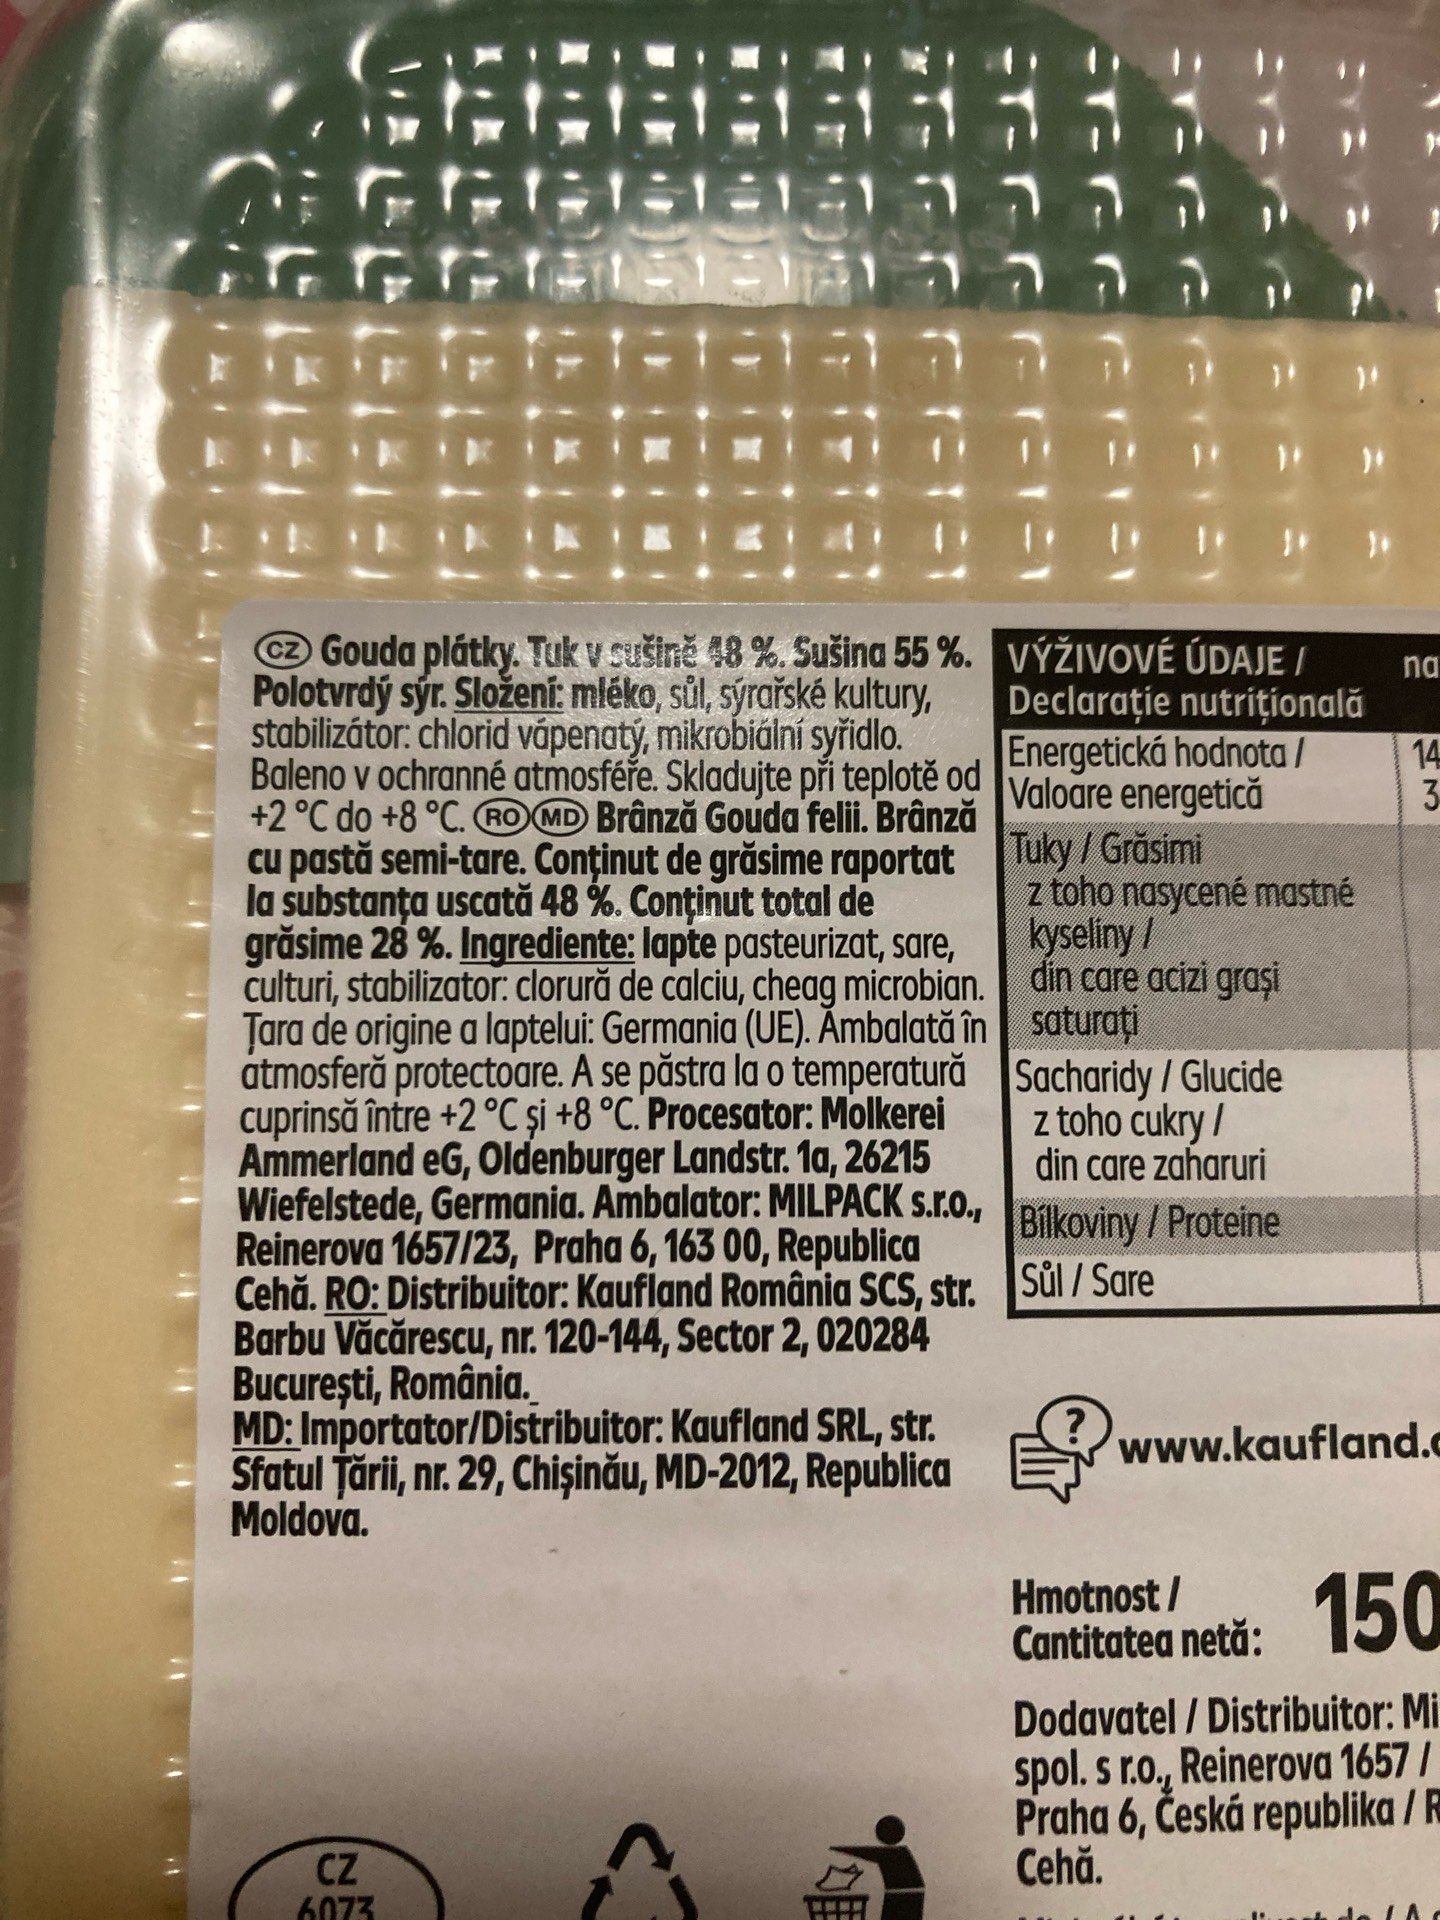 CZ Gouda plátky. Tuk v sušině 48 %. Sušina 55 %.
Polotvrdý sýr. Složení: mléko, sůl, sýrařské kultury,
stabilizátor: chlorid vápenatý, mikrobiální syřidlo.
Baleno v ochranné atmosféře. Skladujte při teplotě od
+2 °C do +8 °C. RO MD Brânză Gouda felii. Brânză
cu pastă semi-tare. Conținut de grăsime raportat
la substanța uscată 48 %. Conținut total de
grăsime 28 %. Ingrediente: lapte pasteurizat, sare,
culturi, stabilizator: clorură de calciu, cheag microbian.
Țara de origine a laptelui: Germania (UE). Ambalată în
atmosferă protectoare. A se păstra la o temperatură
cuprinsă între +2 °C și +8 °C. Procesator: Molkerei
Ammerland eG, Oldenburger Landstr. 1a, 26215
Wiefelstede, Germania. Ambalator: MILPACK s.r.o.,
Reinerova 1657/23, Praha 6, 163 00, Republica
Cehă. RO: Distribuitor: Kaufland România SCS, str.
Barbu Văcărescu, nr. 120-144, Sector 2, 020284
București, România.
MD: Importator/Distribuitor: Kaufland SRL, str.
Sfatul Țării, nr. 29, Chișinău, MD-2012, Republica
Moldova.
VÝŽIVOVÉ ÚDAJE / na
Declarație nutrițională
Energetická hodnota / 14
Valoare energetică 3
Tuky / Grăsimi
z toho nasycené mastné
kyseliny /
din care acizi grași
saturați
Sacharidy / Glucide
z toho cukry /
din care zaharuri
Bílkoviny / Proteine
Sůl / Sare
? www.kaufland.
Hmotnost /
Cantitatea netă: 150
Dodavatel / Distribuitor: Mi
spol. s r.o., Reinerova 1657 /
Praha 6, Česká republika / R
Cehă.
CZ
6073